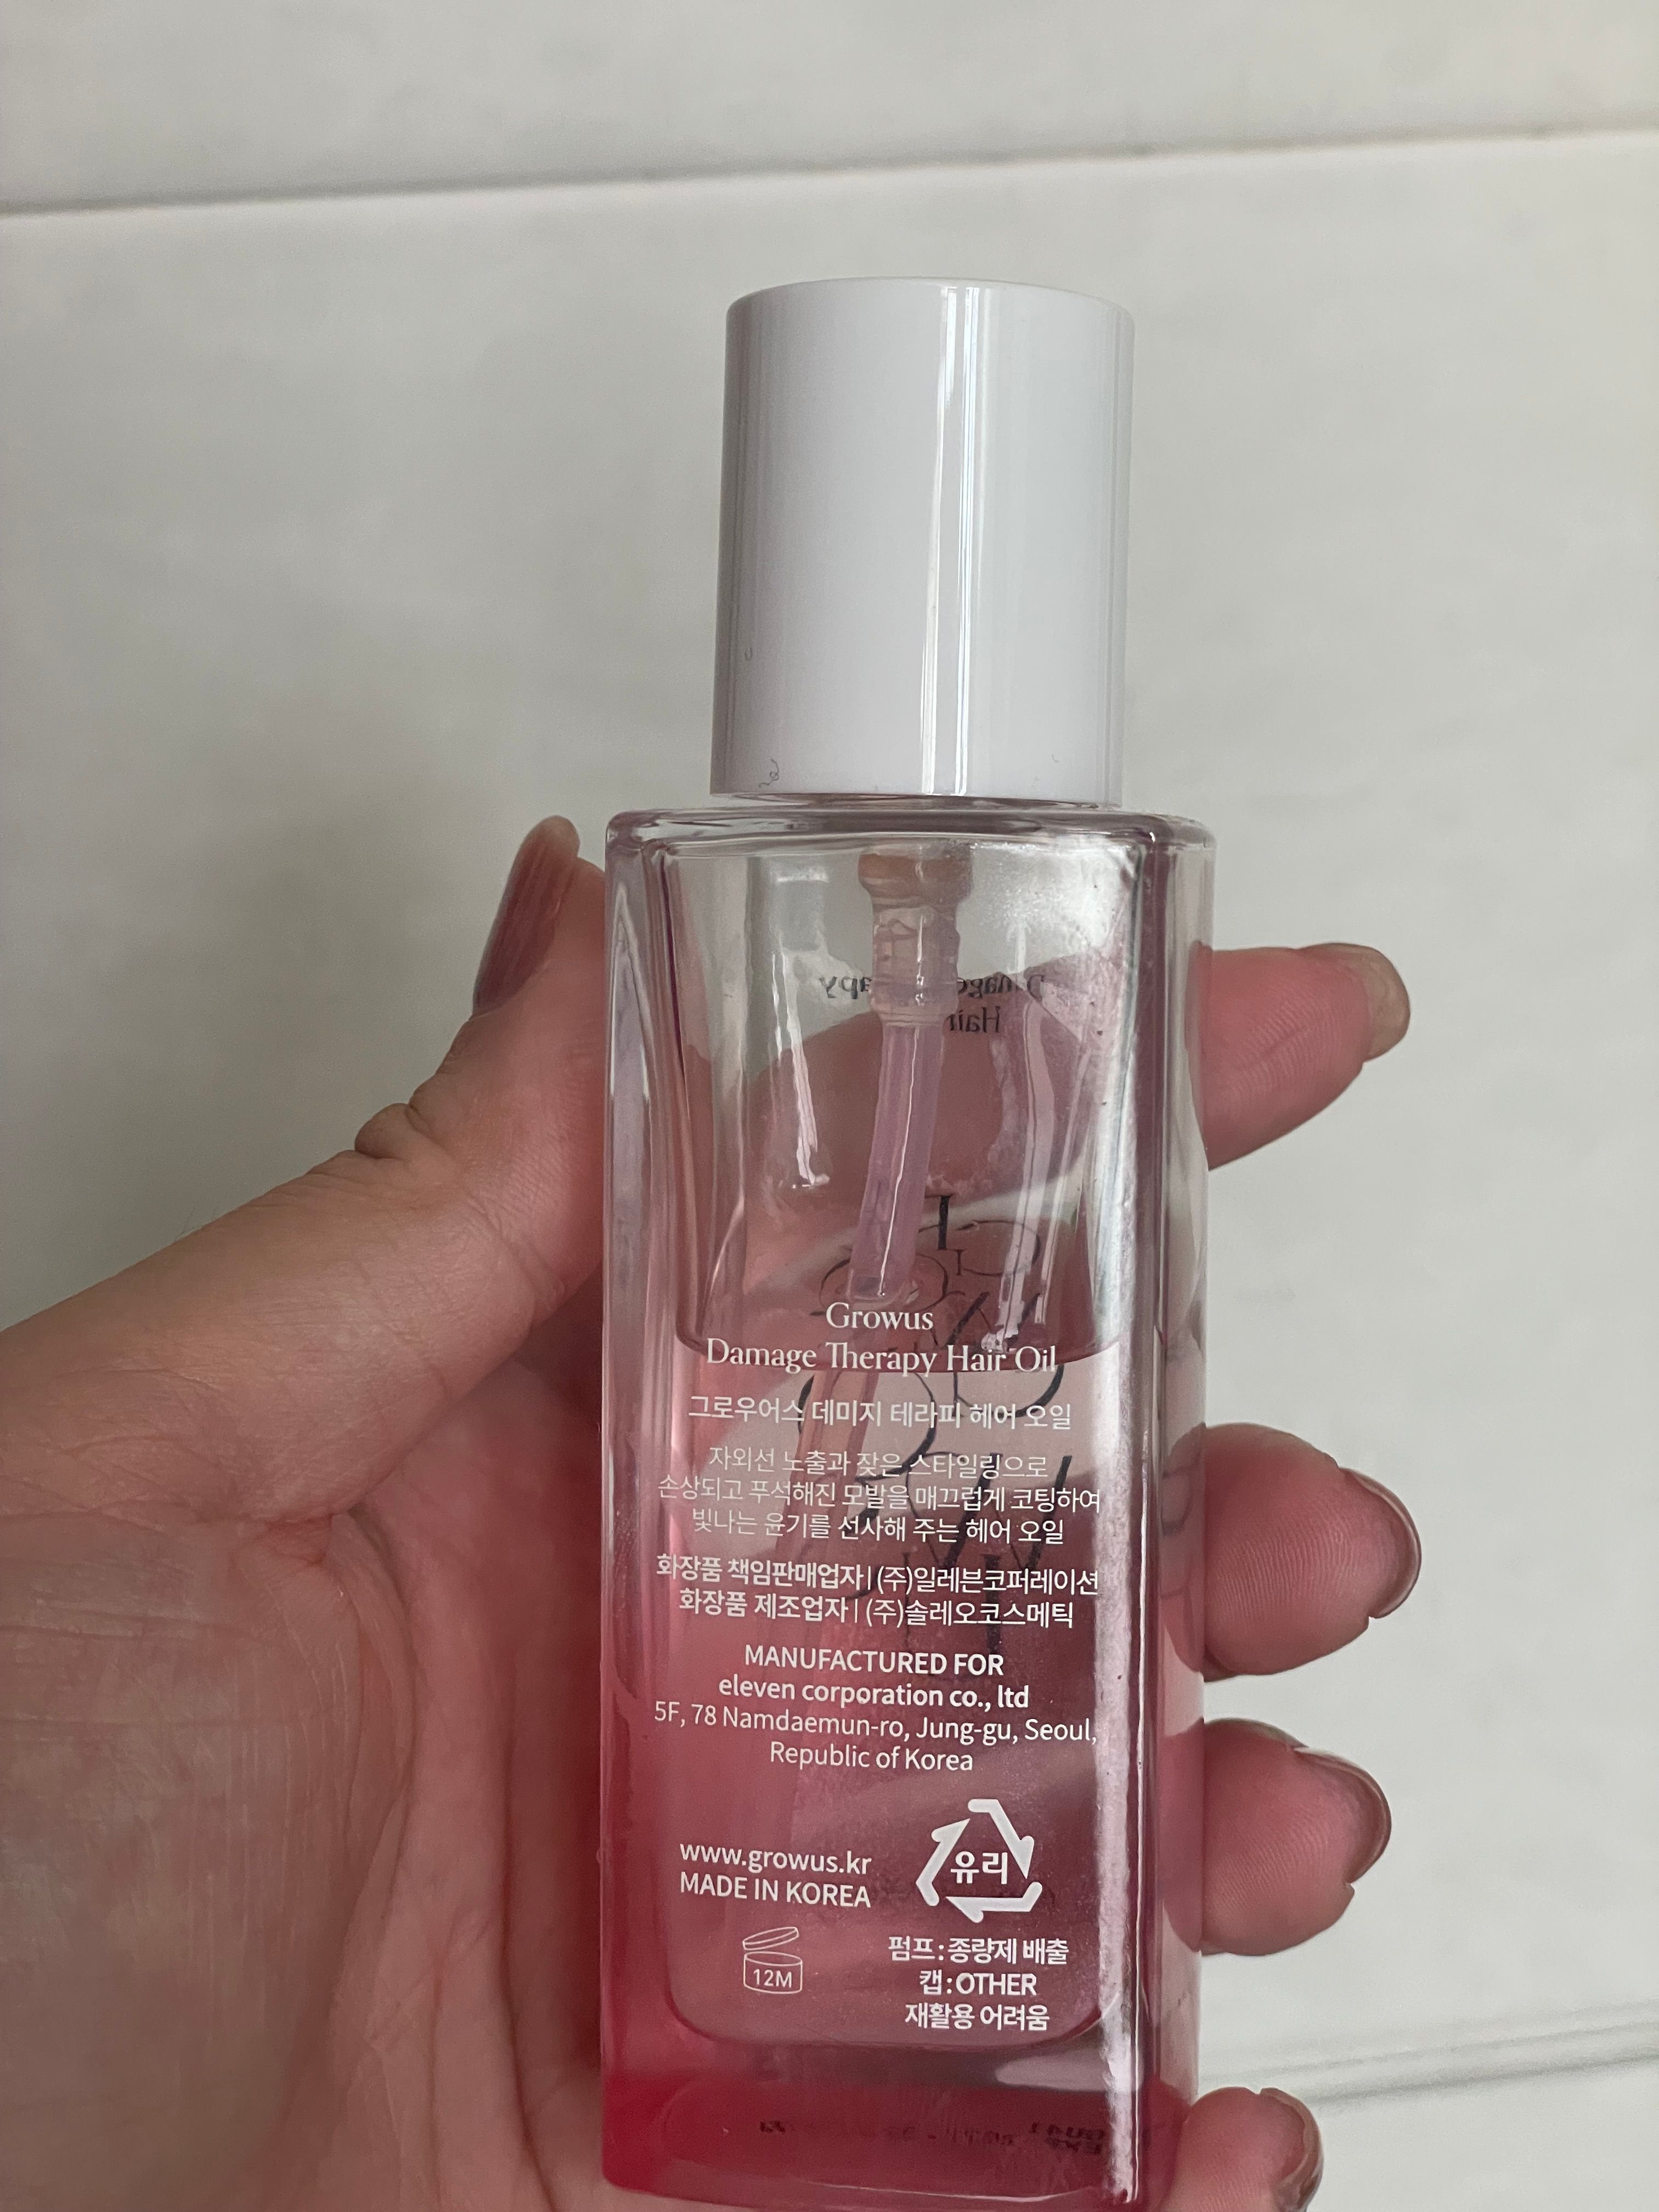 Growus
Damage Therapy Hair Oil
그로우어스 데미지 테라피 헤어 오일
자외선 노출과 잦은 스타일링으로
손상되고 푸석해진 모발을 매끄럽게 코팅하여
빛나는 윤기를 선사해 주는 헤어 오일
화장품 책임판매업자 | (주)일레븐코퍼레이션
화장품 제조업자 | (주)솔레오코스메틱
MANUFACTURED FOR
eleven corporation co., ltd
5F, 78 Namdaemun-ro, Jung-gu, Seoul,
Republic of Korea
www.growus.kr
MADE IN KOREA
유리
12M
펌프 : 종량제 배출
캡 : OTHER
재활용 어려움